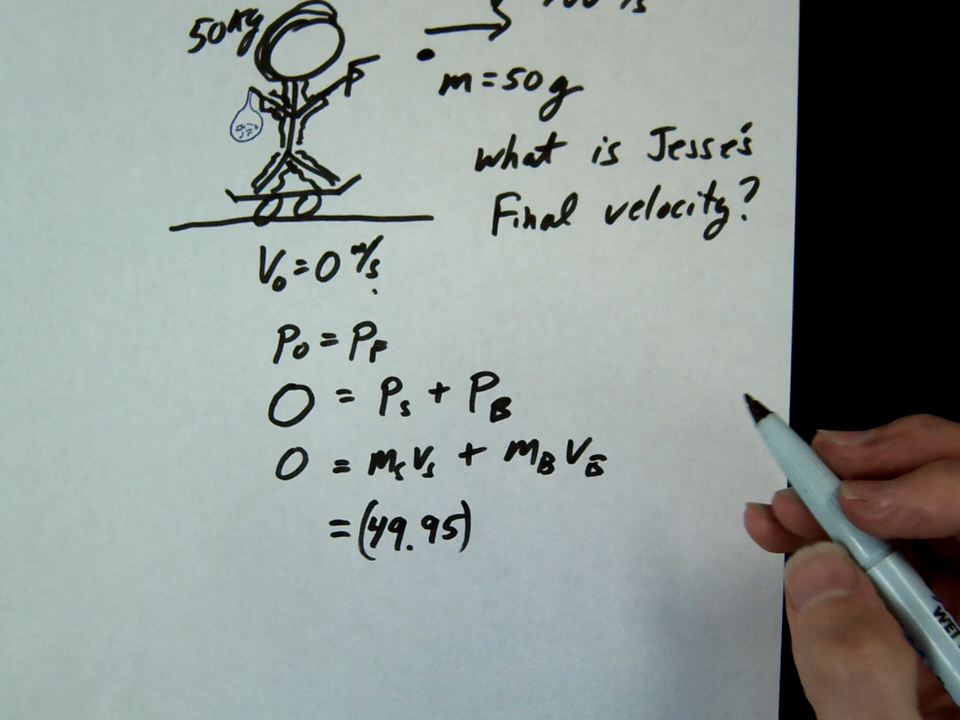 50kg
m = 50g
what is Jesse's
Final velocity?
V₀ = 0 m/s
P₀ = P_F
0 = P_s + P_B
0 = m_s v_s + m_B v_B
= (49.95)
WET